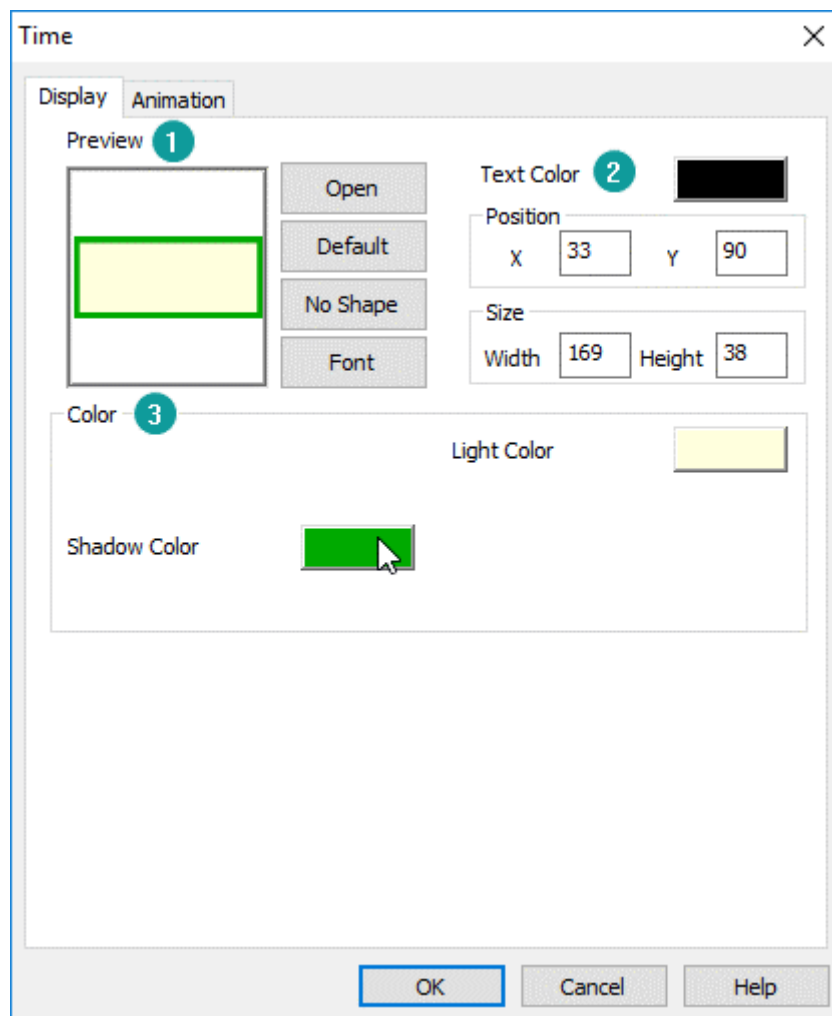 Time
Display Animation
Preview 1
Open
Default
No Shape
Font
Text Color 2
Position
X 33 Y 90
Size
Width 169 Height 38
Color 3
Light Color
Shadow Color
OK Cancel Help